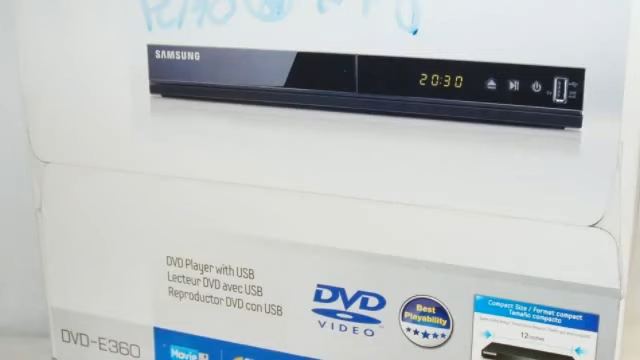 SAMSUNG
20:30
DVD Player with USB
Lecteur DVD avec USB
Reproductor DVD con USB
DVD
VIDEO
Best
Playability
Compact Size / Format compact
Tamaño compacto
DVD-E360
Movie